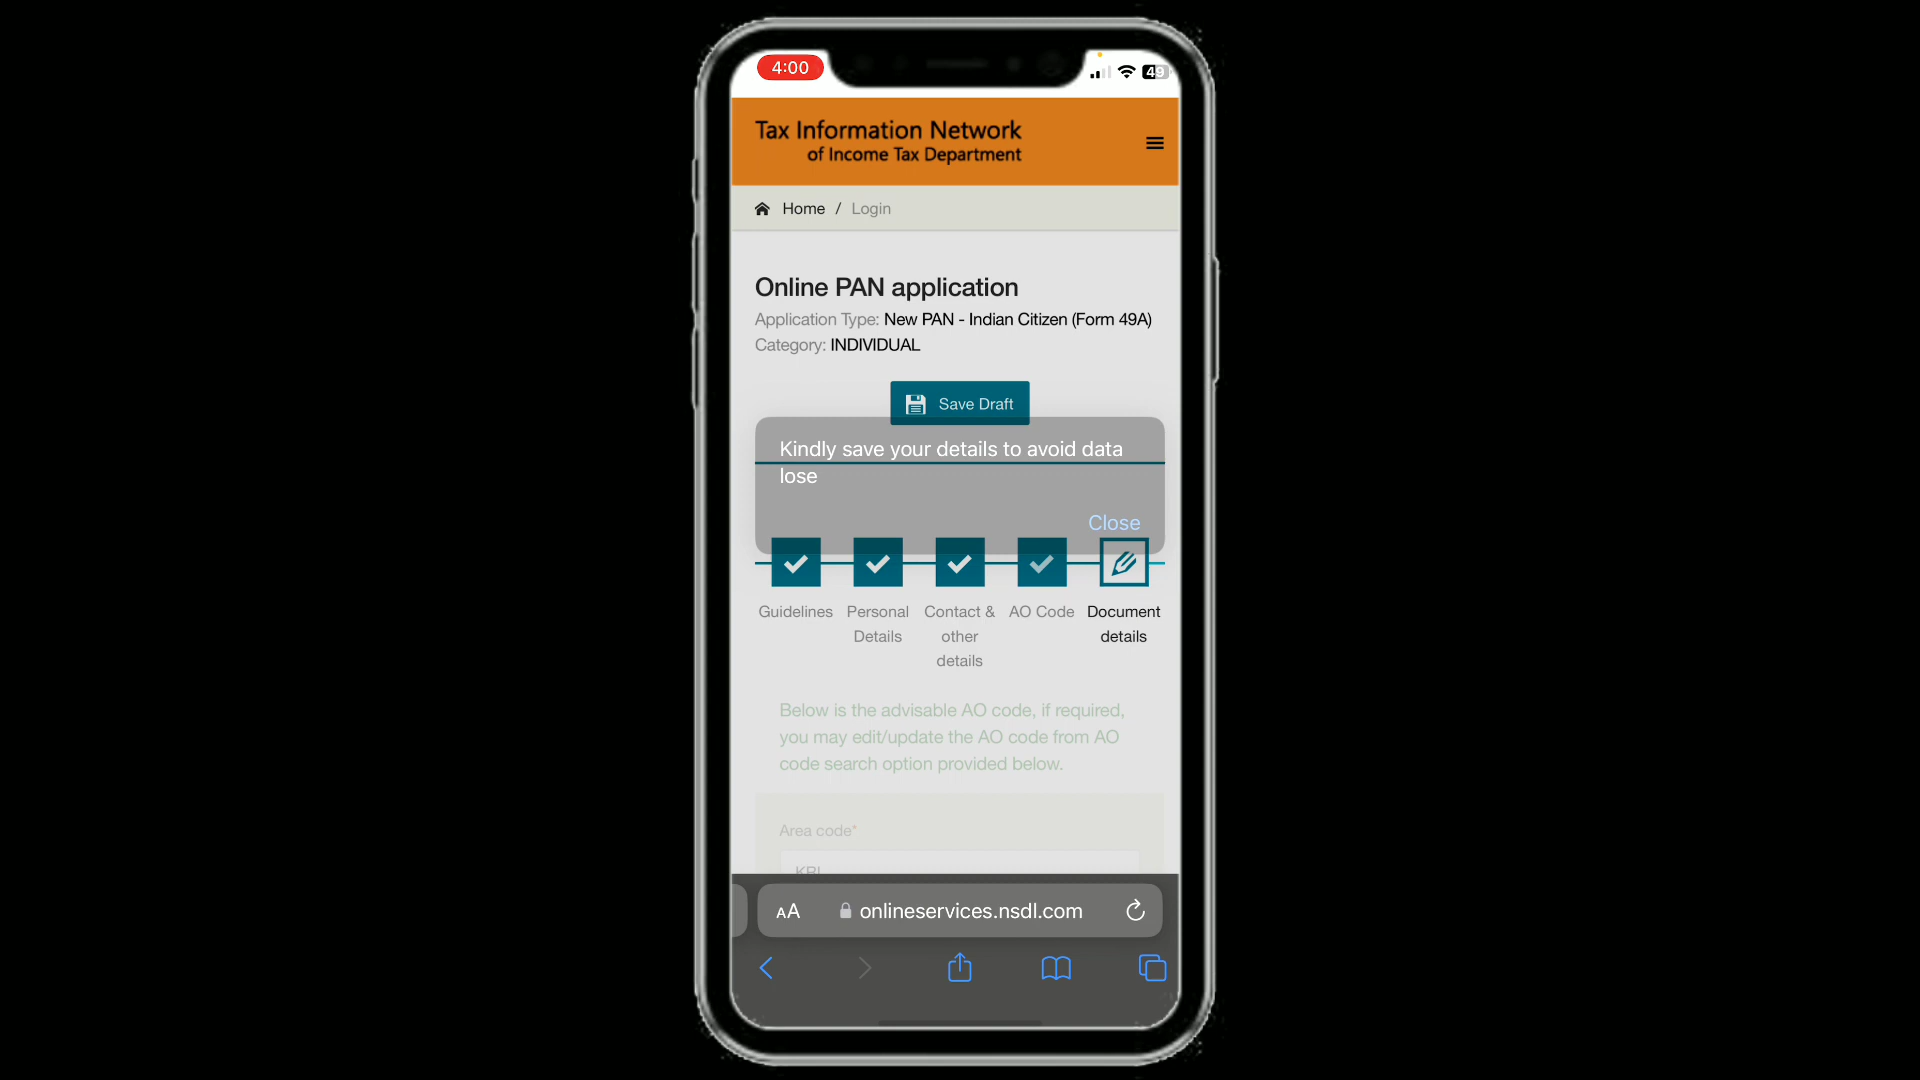 4:00
49
Tax Information Network
of Income Tax Department
Home / Login
Online PAN application
Application Type: New PAN - Indian Citizen (Form 49A)
Category: INDIVIDUAL
Save Draft
Kindly save your details to avoid data
lose
Close
Guidelines
Personal
Details
Contact &
other
details
AO Code
Document
details
Below is the advisable AO code, if required,
you may edit/update the AO code from AO
code search option provided below.
Area code*
AA
onlineservices.nsdl.com